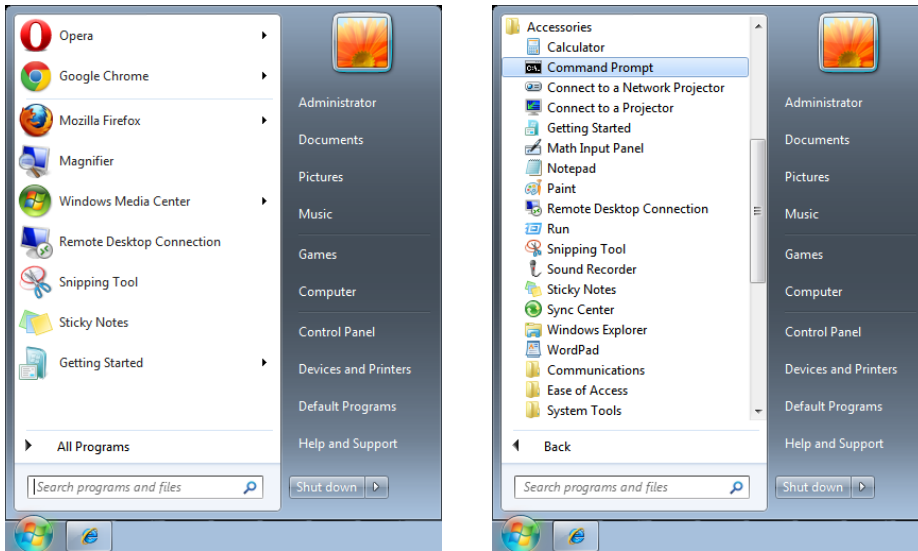 Opera
Google Chrome
Mozilla Firefox
Magnifier
Windows Media Center
Remote Desktop Connection
Snipping Tool
Sticky Notes
Getting Started
All Programs
Search programs and files
Administrator
Documents
Pictures
Music
Games
Computer
Control Panel
Devices and Printers
Default Programs
Help and Support
Shut down
Accessories
Calculator
C:\. Command Prompt
Connect to a Network Projector
Connect to a Projector
Getting Started
Math Input Panel
Notepad
Paint
Remote Desktop Connection
Run
Snipping Tool
Sound Recorder
Sticky Notes
Sync Center
Windows Explorer
WordPad
Communications
Ease of Access
System Tools
Back
Search programs and files
Administrator
Documents
Pictures
Music
Games
Computer
Control Panel
Devices and Printers
Default Programs
Help and Support
Shut down